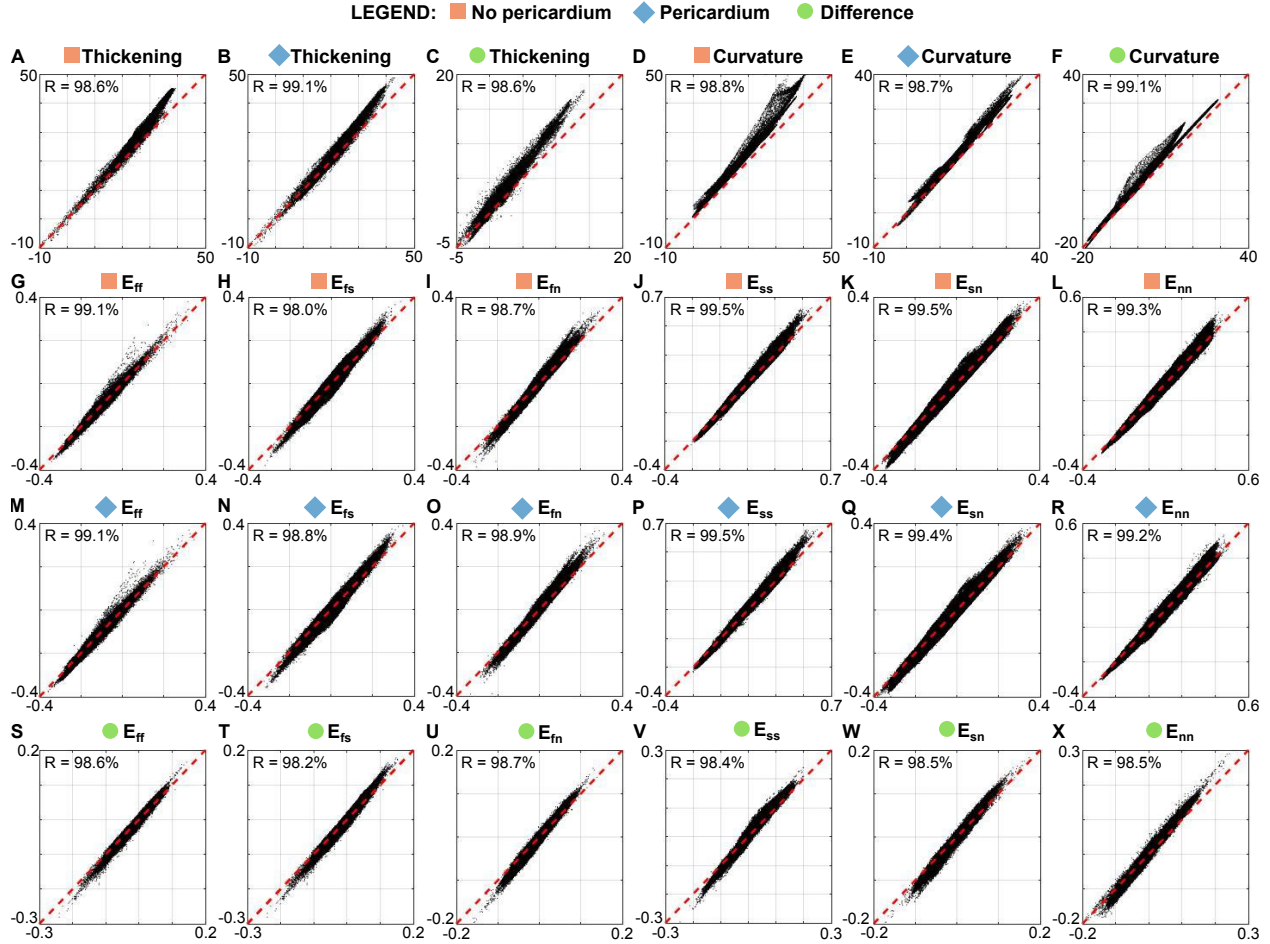 LEGEND: No pericardium Pericardium Difference
A Thickening B Thickening C Thickening D Curvature E Curvature F Curvature
50 50 20 50 40 40
R = 98.6% R = 99.1% R = 98.6% R = 98.8% R = 98.7% R = 99.1%
-10 -10 -5 -10 -10 -20
-10 50 -10 50 -5 20 -10 50 -10 40 -20 40
G Eff H Efs I Efn J Ess K Esn L Enn
0.4 0.4 0.4 0.7 0.4 0.6
R = 99.1% R = 98.0% R = 98.7% R = 99.5% R = 99.5% R = 99.3%
-0.4 -0.4 -0.4 -0.4 -0.4 -0.4
-0.4 0.4 -0.4 0.4 -0.4 0.4 -0.4 0.7 -0.4 0.4 -0.4 0.6
M Eff N Efs O Efn P Ess Q Esn R Enn
0.4 0.4 0.4 0.7 0.4 0.6
R = 99.1% R = 98.8% R = 98.9% R = 99.5% R = 99.4% R = 99.2%
-0.4 -0.4 -0.4 -0.4 -0.4 -0.4
-0.4 0.4 -0.4 0.4 -0.4 0.4 -0.4 0.7 -0.4 0.4 -0.4 0.6
S Eff T Efs U Efn V Ess W Esn X Enn
0.2 0.2 0.2 0.3 0.2 0.3
R = 98.6% R = 98.2% R = 98.7% R = 98.4% R = 98.5% R = 98.5%
-0.3 -0.3 -0.2 -0.3 -0.2 -0.2
-0.3 0.2 -0.3 0.2 -0.2 0.2 -0.3 0.3 -0.2 0.2 -0.2 0.3